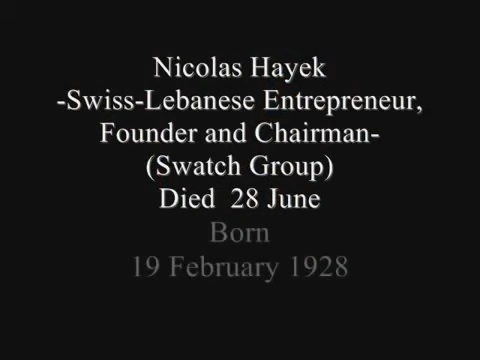 Nicolas Hayek
-Swiss-Lebanese Entrepreneur,
Founder and Chairman-
(Swatch Group)
Died  28 June
Born
19 February 1928